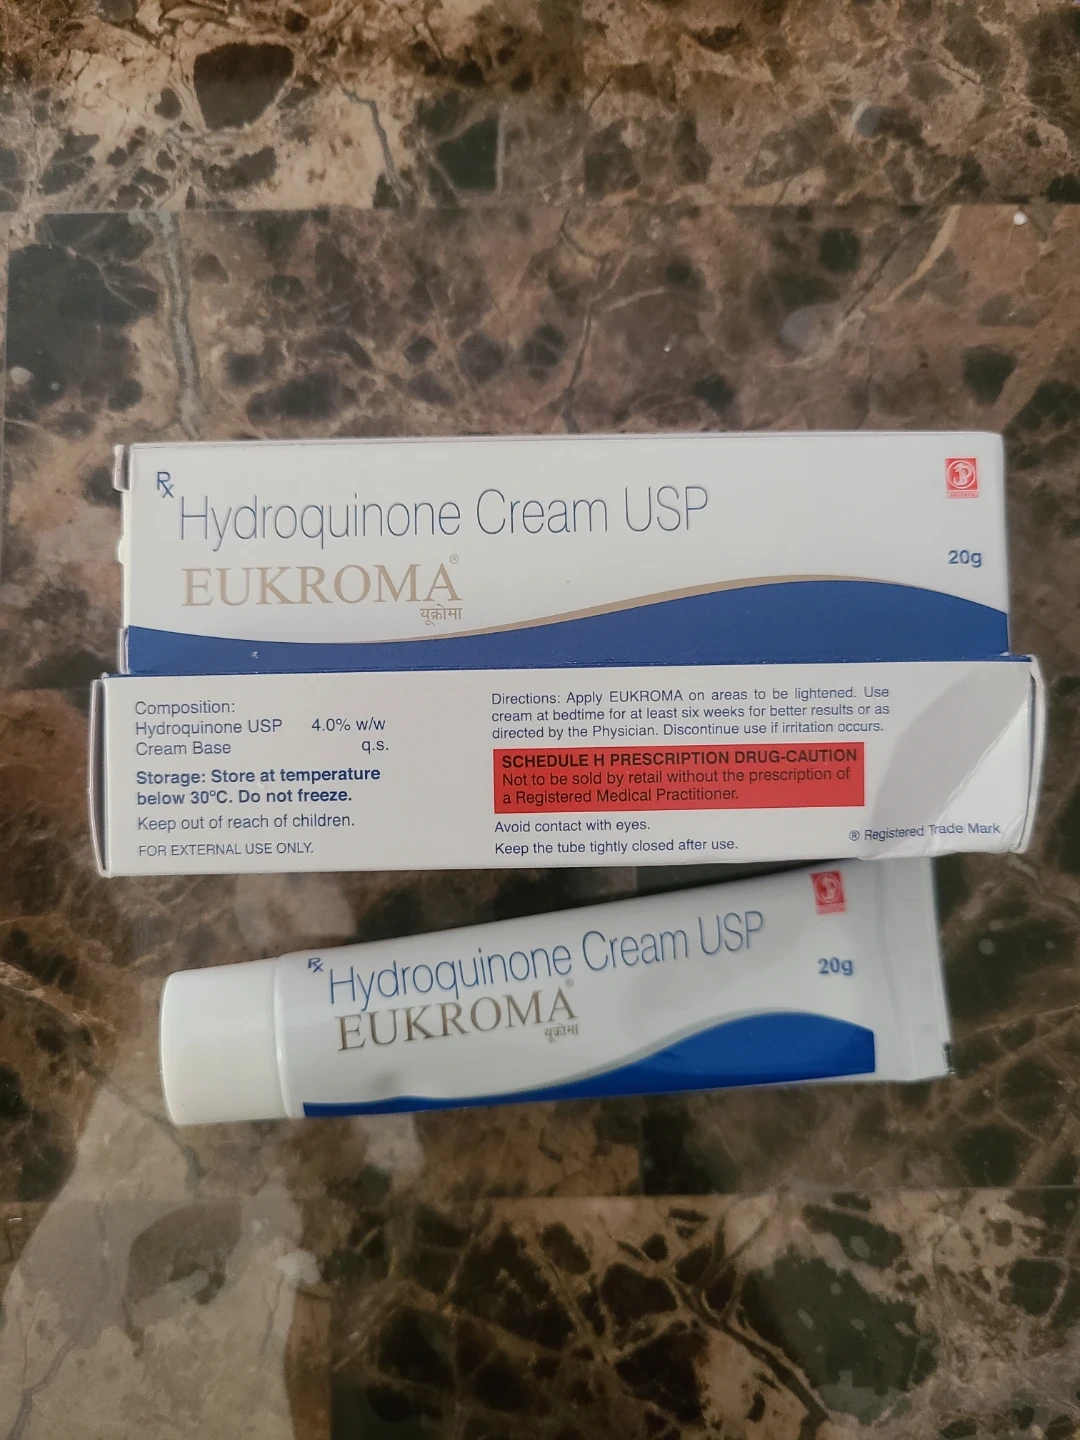 Rx Hydroquinone Cream USP
EUKROMA®
यूक्रोमा
20g
Composition:
Hydroquinone USP 4.0% w/w
Cream Base q.s.
Storage: Store at temperature
below 30°C. Do not freeze.
Keep out of reach of children.
FOR EXTERNAL USE ONLY.
Directions: Apply EUKROMA on areas to be lightened. Use
cream at bedtime for at least six weeks for better results or as
directed by the Physician. Discontinue use if irritation occurs.
SCHEDULE H PRESCRIPTION DRUG-CAUTION
Not to be sold by retail without the prescription of
a Registered Medical Practitioner.
Avoid contact with eyes.
Keep the tube tightly closed after use.
® Registered Trade Mark
Rx Hydroquinone Cream USP
EUKROMA®
यूक्रोमा
20g